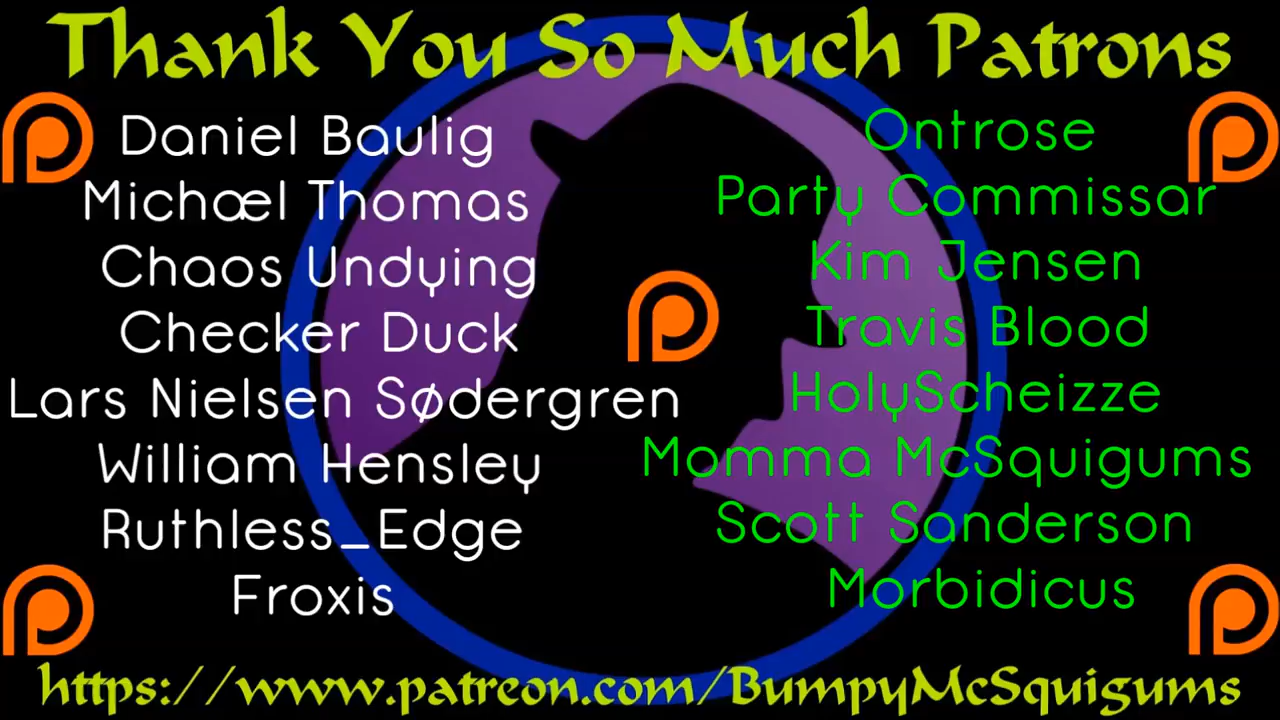 Thank You So Much Patrons
Daniel Baulig
Michæl Thomas
Chaos Undying
Checker Duck
Lars Nielsen Sødergren
William Hensley
Ruthless_Edge
Froxis
Ontrose
Party Commissar
Kim Jensen
Travis Blood
HolyScheizze
Momma McSquigums
Scott Sanderson
Morbidicus
https://www.patreon.com/BumpyMcSquigums